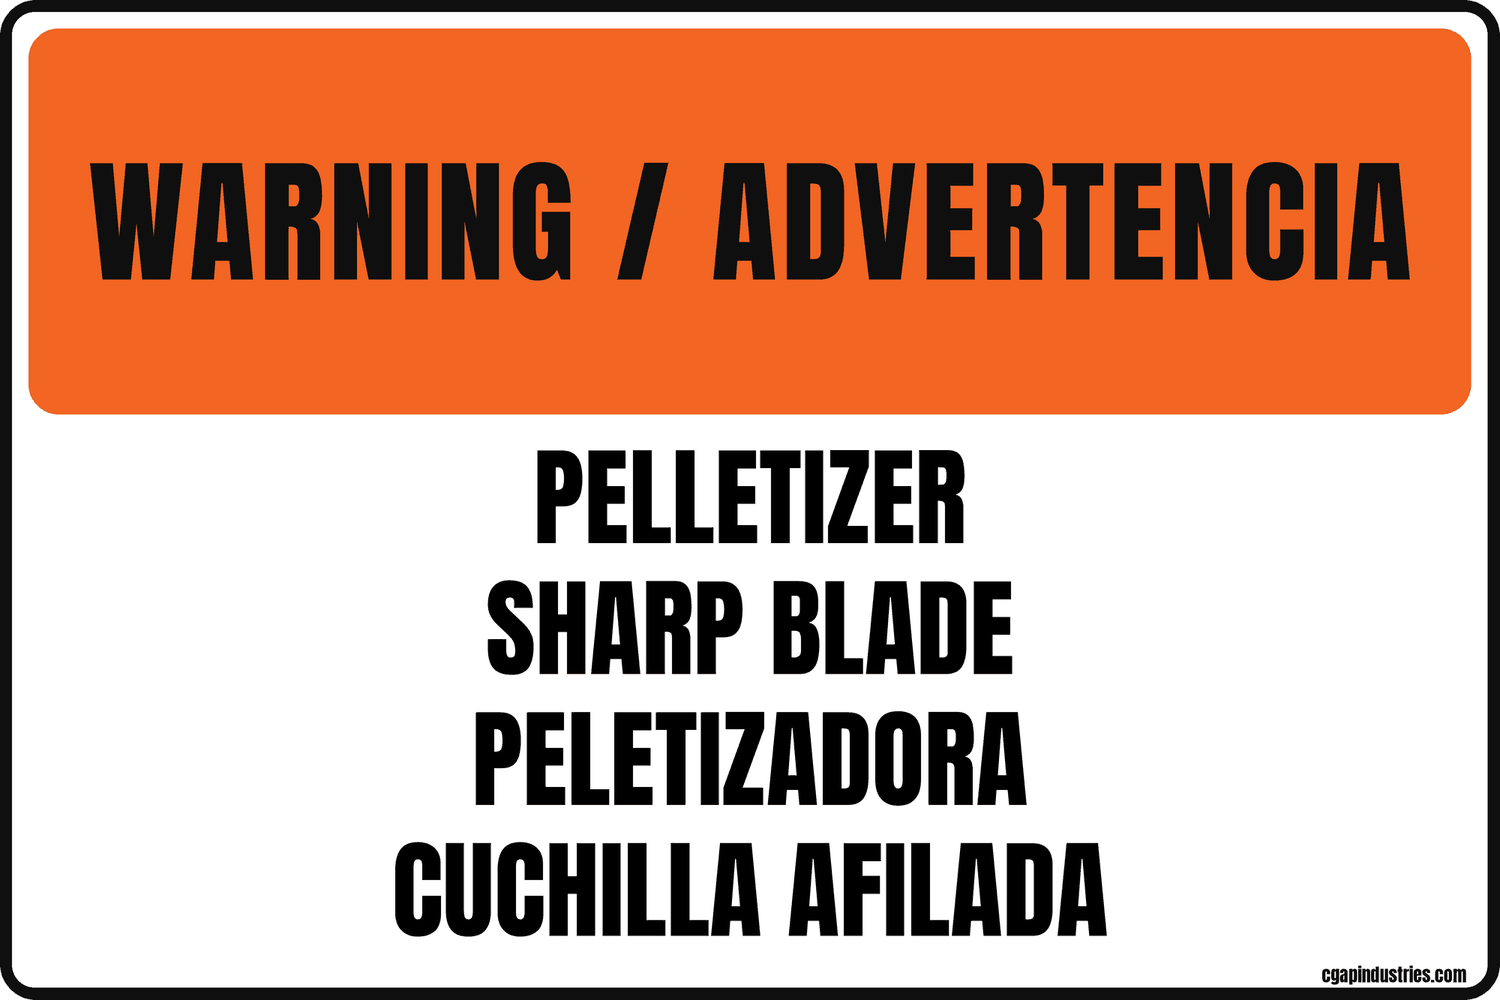 WARNING / ADVERTENCIA
PELLETIZER
SHARP BLADE
PELETIZADORA
CUCHILLA AFILADA
cgapindustries.com